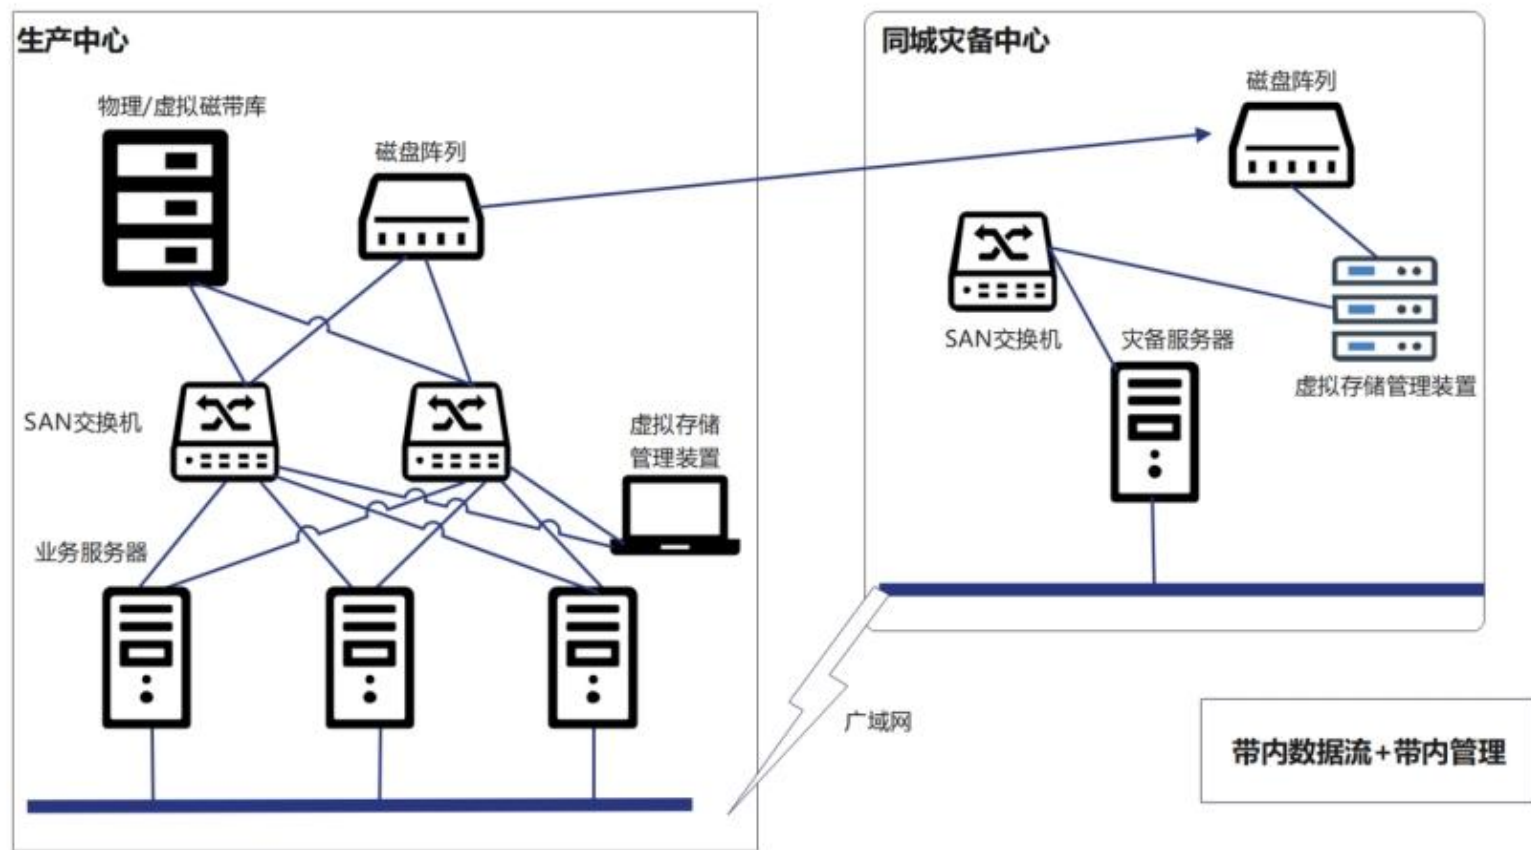 生产中心
物理/虚拟磁带库
磁盘阵列
SAN交换机
虚拟存储
管理装置
业务服务器
同城灾备中心
磁盘阵列
SAN交换机
灾备服务器
虚拟存储管理装置
广域网
带内数据流+带内管理